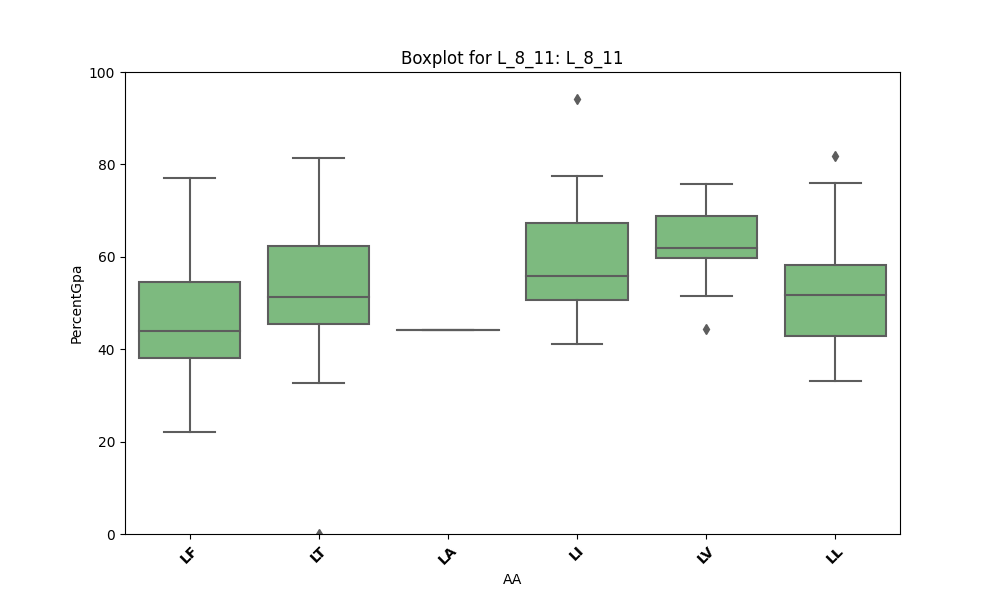 Boxplot for L_8_11: L_8_11
100
80
60
40
20
0
PercentGpa
LF
LT
LA
LI
LV
LL
AA